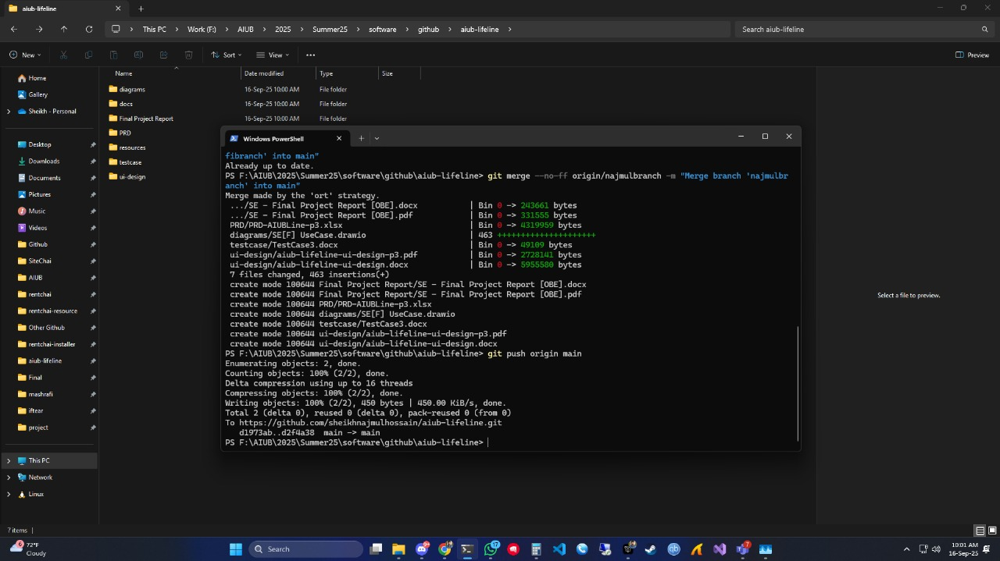 aiub-lifeline
This PC > Work (F:) > AIUB > 2025 > Summer25 > software > github > aiub-lifeline >
Search aiub-lifeline
New
Sort
View
Preview
Name Date modified Type Size
Home
Gallery
Sheikh - Personal
Desktop
Downloads
Documents
Pictures
Music
Videos
Github
SiteChai
AIUB
rentchai
rentchai-resource
Other Github
rentchai-installer
aiub-lifeline
Final
mashrafi
iftear
project
This PC
Network
Linux
diagrams 16-Sep-25 10:00 AM File folder
docs 16-Sep-25 10:00 AM File folder
Final Project Report 16-Sep-25 10:00 AM File folder
PRD
resources
testcase
ui-design
Windows PowerShell
fibranch' into main"
Already up to date.
PS F:\AIUB\2025\Summer25\software\github\aiub-lifeline> git merge --no-ff origin/najmulbranch -m "Merge branch 'najmulbr
anch' into main"
Merge made by the 'ort' strategy.
.../SE - Final Project Report [OBE].docx | Bin 0 -> 243661 bytes
.../SE - Final Project Report [OBE].pdf | Bin 0 -> 331555 bytes
PRD/PRD-AIUBLine-p3.xlsx | Bin 0 -> 4319959 bytes
diagrams/SE[F] UseCase.drawio | 463 +++++++++++++++++++++
testcase/TestCase3.docx | Bin 0 -> 49109 bytes
ui-design/aiub-lifeline-ui-design-p3.pdf | Bin 0 -> 2728141 bytes
ui-design/aiub-lifeline-ui-design.docx | Bin 0 -> 5955580 bytes
7 files changed, 463 insertions(+)
create mode 100644 Final Project Report/SE - Final Project Report [OBE].docx
create mode 100644 Final Project Report/SE - Final Project Report [OBE].pdf
create mode 100644 PRD/PRD-AIUBLine-p3.xlsx
create mode 100644 diagrams/SE[F] UseCase.drawio
create mode 100644 testcase/TestCase3.docx
create mode 100644 ui-design/aiub-lifeline-ui-design-p3.pdf
create mode 100644 ui-design/aiub-lifeline-ui-design.docx
PS F:\AIUB\2025\Summer25\software\github\aiub-lifeline> git push origin main
Enumerating objects: 2, done.
Counting objects: 100% (2/2), done.
Delta compression using up to 16 threads
Compressing objects: 100% (2/2), done.
Writing objects: 100% (2/2), 450 bytes | 450.00 KiB/s, done.
Total 2 (delta 0), reused 0 (delta 0), pack-reused 0 (from 0)
To https://github.com/sheikhnajmulhossain/aiub-lifeline.git
d1973ab..d2f4a38 main -> main
PS F:\AIUB\2025\Summer25\software\github\aiub-lifeline>
Select a file to preview.
7 items
6
72°F
Cloudy
Search
17
7
10:01 AM
16-Sep-25